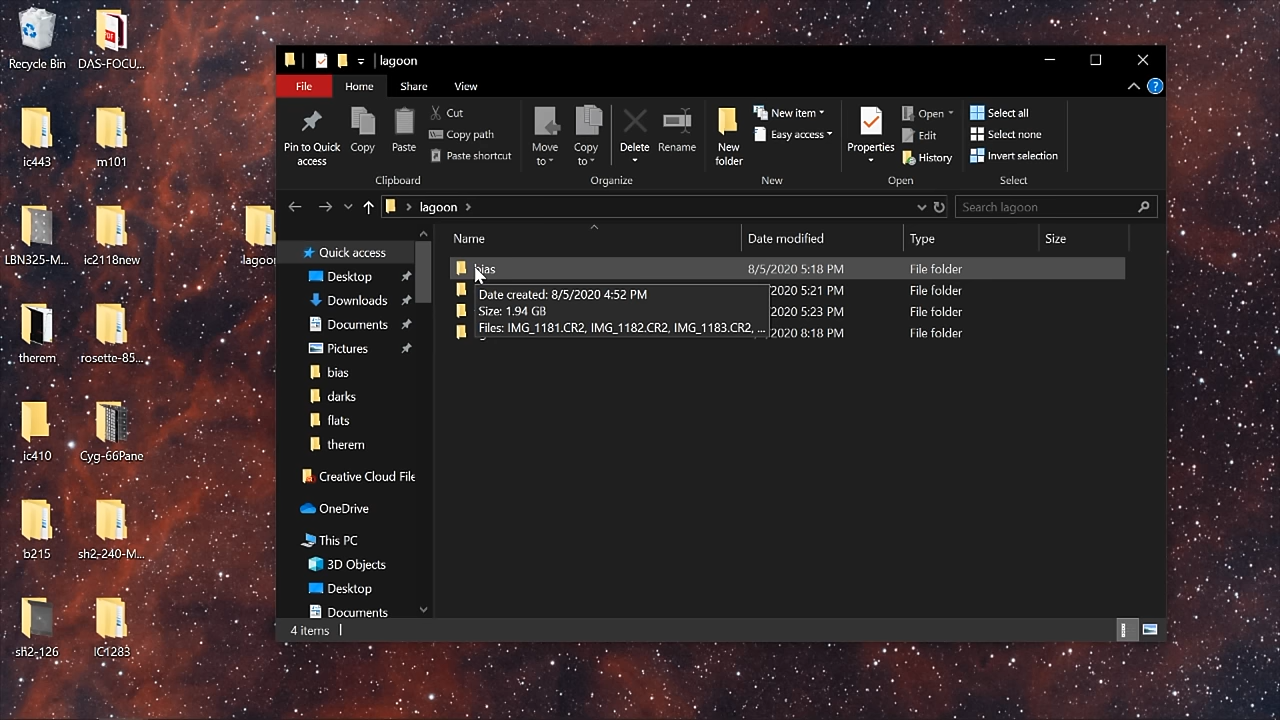 Recycle Bin
DAS-FOCU...
ic443
m101
LBN325-M...
ic2118new
lagoon
therem
rosette-85...
ic410
Cyg-66Pane
b215
sh2-240-M...
sh2-126
IC1283
lagoon
File
Home
Share
View
?
Pin to Quick access
Copy
Paste
Cut
Copy path
Paste shortcut
Clipboard
Move to
Copy to
Delete
Rename
Organize
New folder
New item
Easy access
New
Properties
Open
Edit
History
Open
Select all
Select none
Invert selection
Select
lagoon
Search lagoon
Quick access
Desktop
Downloads
Documents
Pictures
bias
darks
flats
therem
Creative Cloud File
OneDrive
This PC
3D Objects
Desktop
Documents
Name
Date modified
Type
Size
bias 8/5/2020 5:18 PM File folder
/2020 5:21 PM File folder
/2020 5:23 PM File folder
/2020 8:18 PM File folder
Date created: 8/5/2020 4:52 PM
Size: 1.94 GB
Files: IMG_1181.CR2, IMG_1182.CR2, IMG_1183.CR2, ...
4 items